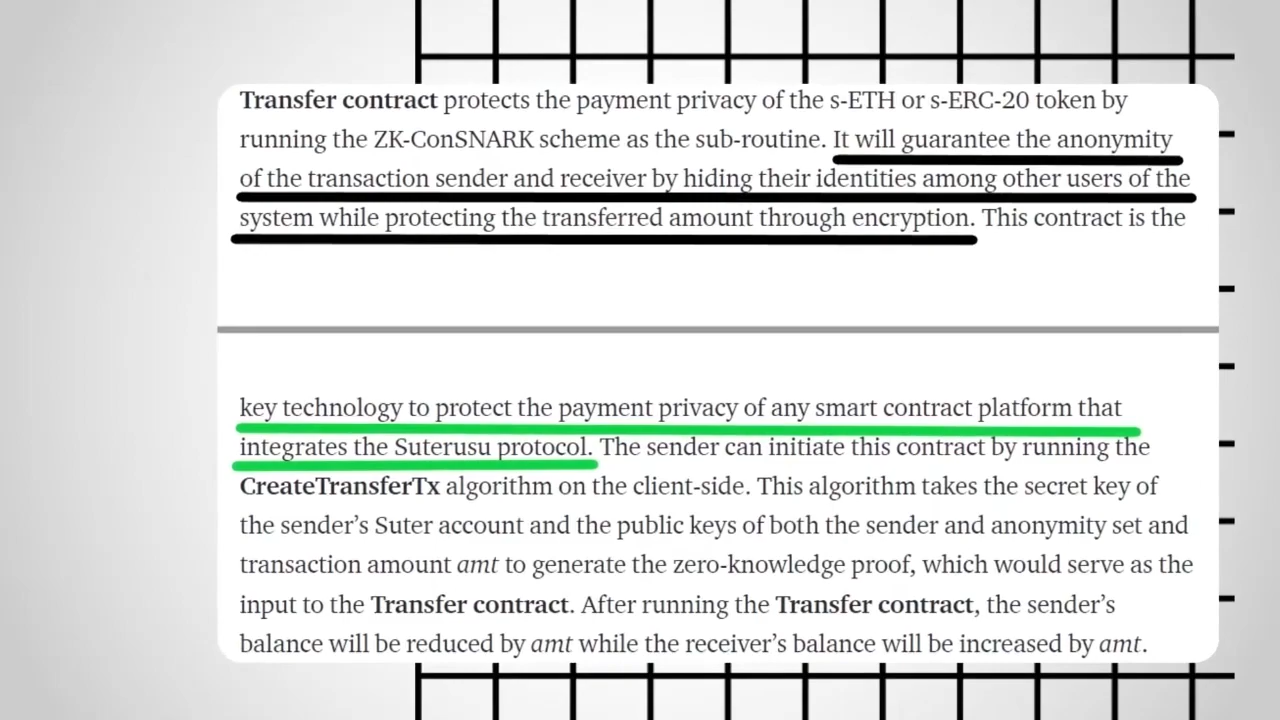 Transfer contract protects the payment privacy of the s-ETH or s-ERC-20 token by
running the ZK-ConSNARK scheme as the sub-routine. It will guarantee the anonymity
of the transaction sender and receiver by hiding their identities among other users of the
system while protecting the transferred amount through encryption. This contract is the
key technology to protect the payment privacy of any smart contract platform that
integrates the Suterusu protocol. The sender can initiate this contract by running the
CreateTransferTx algorithm on the client-side. This algorithm takes the secret key of
the sender’s Suter account and the public keys of both the sender and anonymity set and
transaction amount amt to generate the zero-knowledge proof, which would serve as the
input to the Transfer contract. After running the Transfer contract, the sender’s
balance will be reduced by amt while the receiver’s balance will be increased by amt.